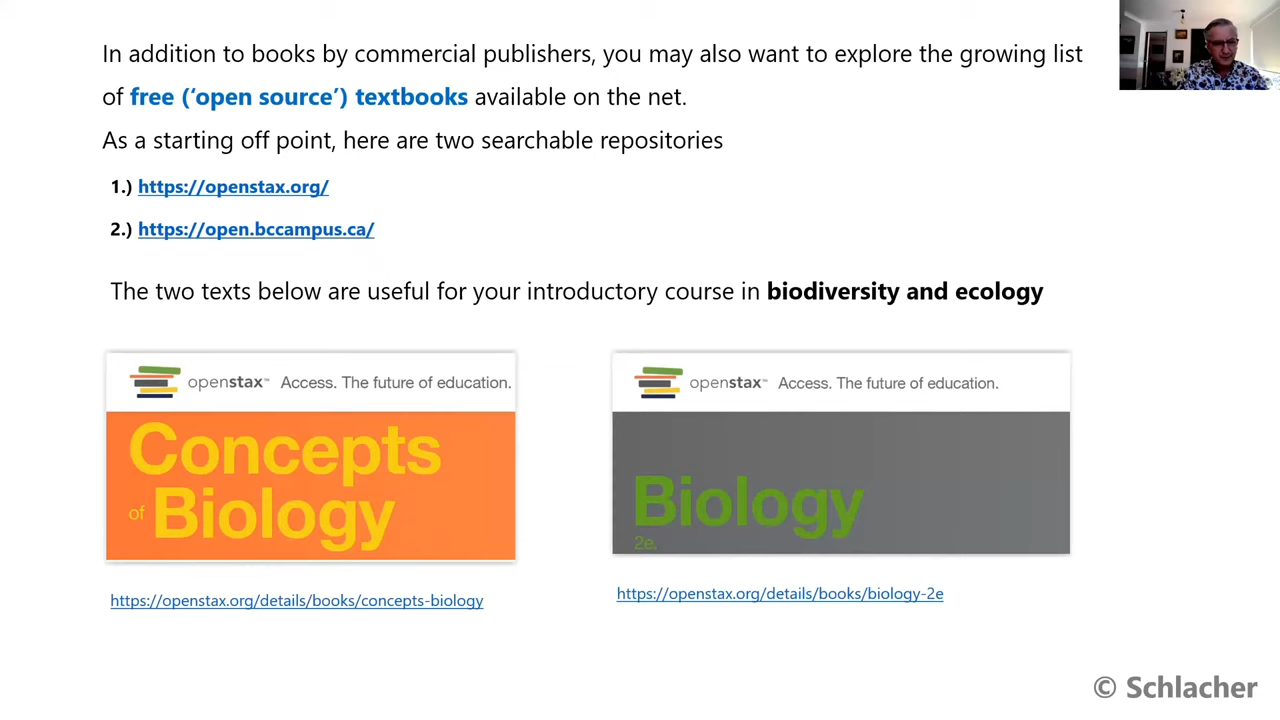 In addition to books by commercial publishers, you may also want to explore the growing list
of free (‘open source’) textbooks available on the net.
As a starting off point, here are two searchable repositories
1.) https://openstax.org/
2.) https://open.bccampus.ca/
The two texts below are useful for your introductory course in biodiversity and ecology
openstax™ Access. The future of education.
Concepts
of Biology
https://openstax.org/details/books/concepts-biology
openstax™ Access. The future of education.
Biology
2e.
https://openstax.org/details/books/biology-2e
© Schlacher